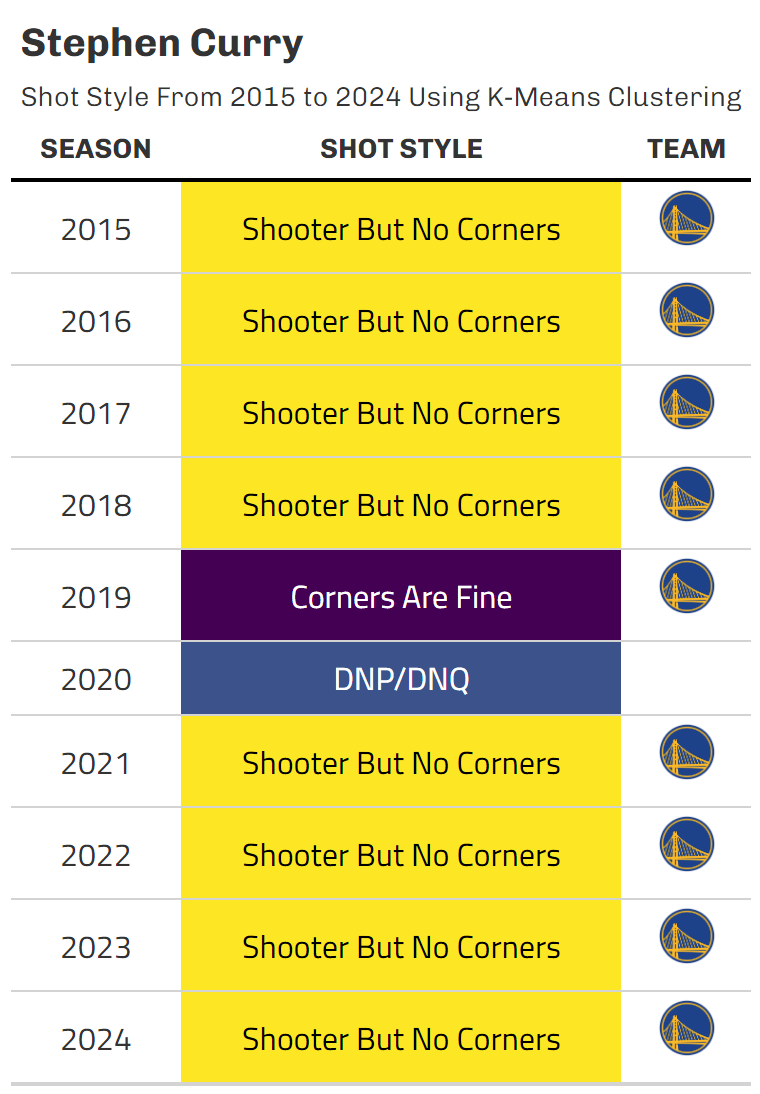 Stephen Curry
Shot Style From 2015 to 2024 Using K-Means Clustering
SEASON SHOT STYLE TEAM
2015 Shooter But No Corners
2016 Shooter But No Corners
2017 Shooter But No Corners
2018 Shooter But No Corners
2019 Corners Are Fine
2020 DNP/DNQ
2021 Shooter But No Corners
2022 Shooter But No Corners
2023 Shooter But No Corners
2024 Shooter But No Corners